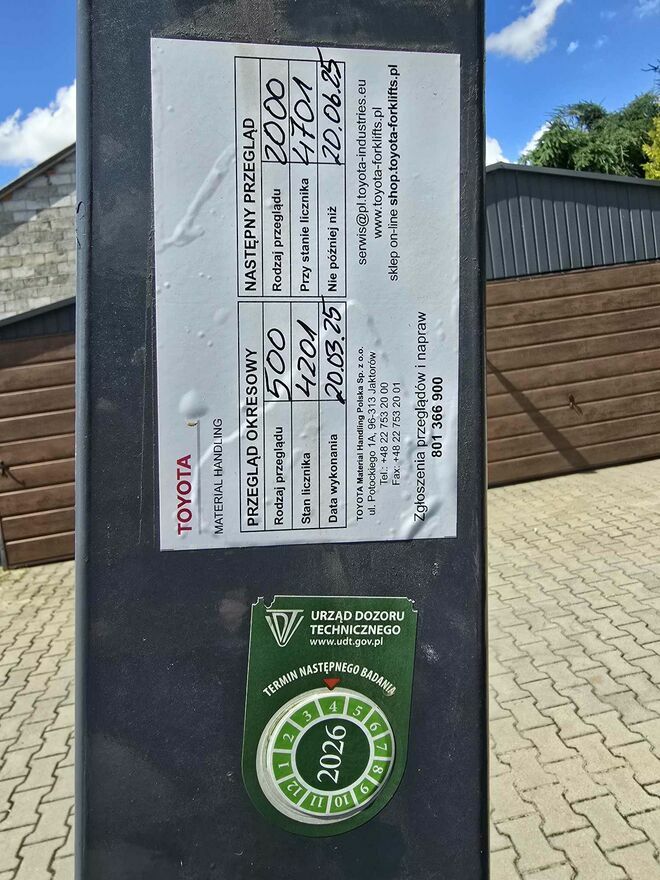 TOYOTA
MATERIAL HANDLING
PRZEGLĄD OKRESOWY
Rodzaj przeglądu 500
Stan licznika 4201
Data wykonania 20.03.25
NASTĘPNY PRZEGLĄD
Rodzaj przeglądu 2000
Przy stanie licznika 4701
Nie później niż 20.06.25
TOYOTA Material Handling Polska Sp. z o.o.
ul. Potockiego 1A, 96-313 Jaktorów
Tel.: +48 22 753 20 00
Fax: +48 22 753 20 01
serwis@pl.toyota-industries.eu
www.toyota-forklifts.pl
sklep on-line shop.toyota-forklifts.pl
Zgłoszenia przeglądów i napraw
801 366 900
URZĄD DOZORU
TECHNICZNEGO
www.udt.gov.pl
TERMIN NASTĘPNEGO BADANIA
1 2 3 4 5 6 7 8 9 10 11 12
2026